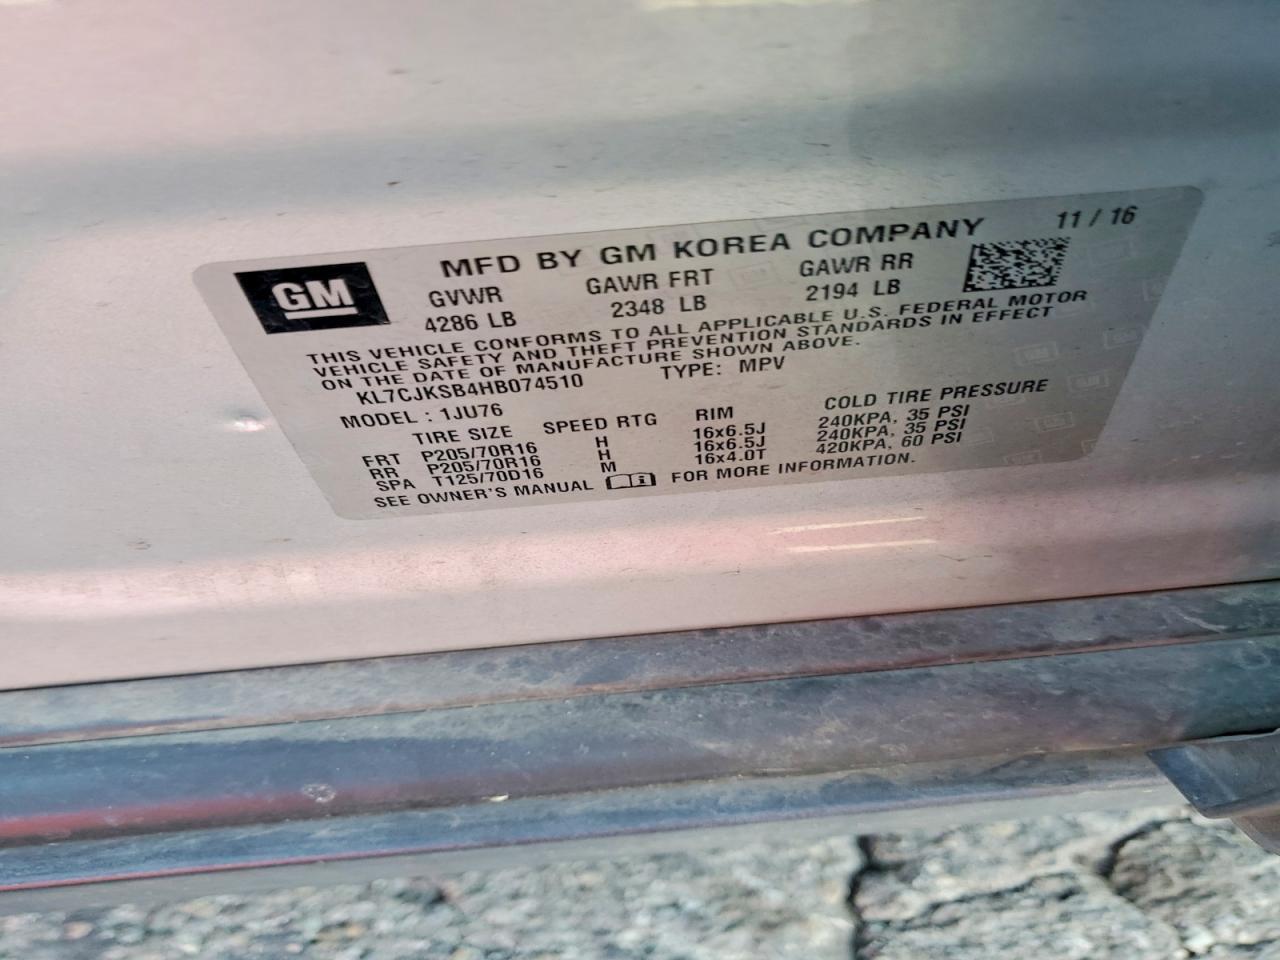 GM
MFD BY GM KOREA COMPANY 11 / 16
GVWR GAWR FRT GAWR RR
4286 LB 2348 LB 2194 LB
THIS VEHICLE CONFORMS TO ALL APPLICABLE U.S. FEDERAL MOTOR
VEHICLE SAFETY AND THEFT PREVENTION STANDARDS IN EFFECT
ON THE DATE OF MANUFACTURE SHOWN ABOVE.
KL7CJKSB4HB074510 TYPE: MPV
MODEL : 1JU76
TIRE SIZE SPEED RTG RIM COLD TIRE PRESSURE
FRT P205/70R16 H 16x6.5J 240KPA, 35 PSI
RR P205/70R16 H 16x6.5J 240KPA, 35 PSI
SPA T125/70D16 M 16x4.0T 420KPA, 60 PSI
SEE OWNER'S MANUAL FOR MORE INFORMATION.